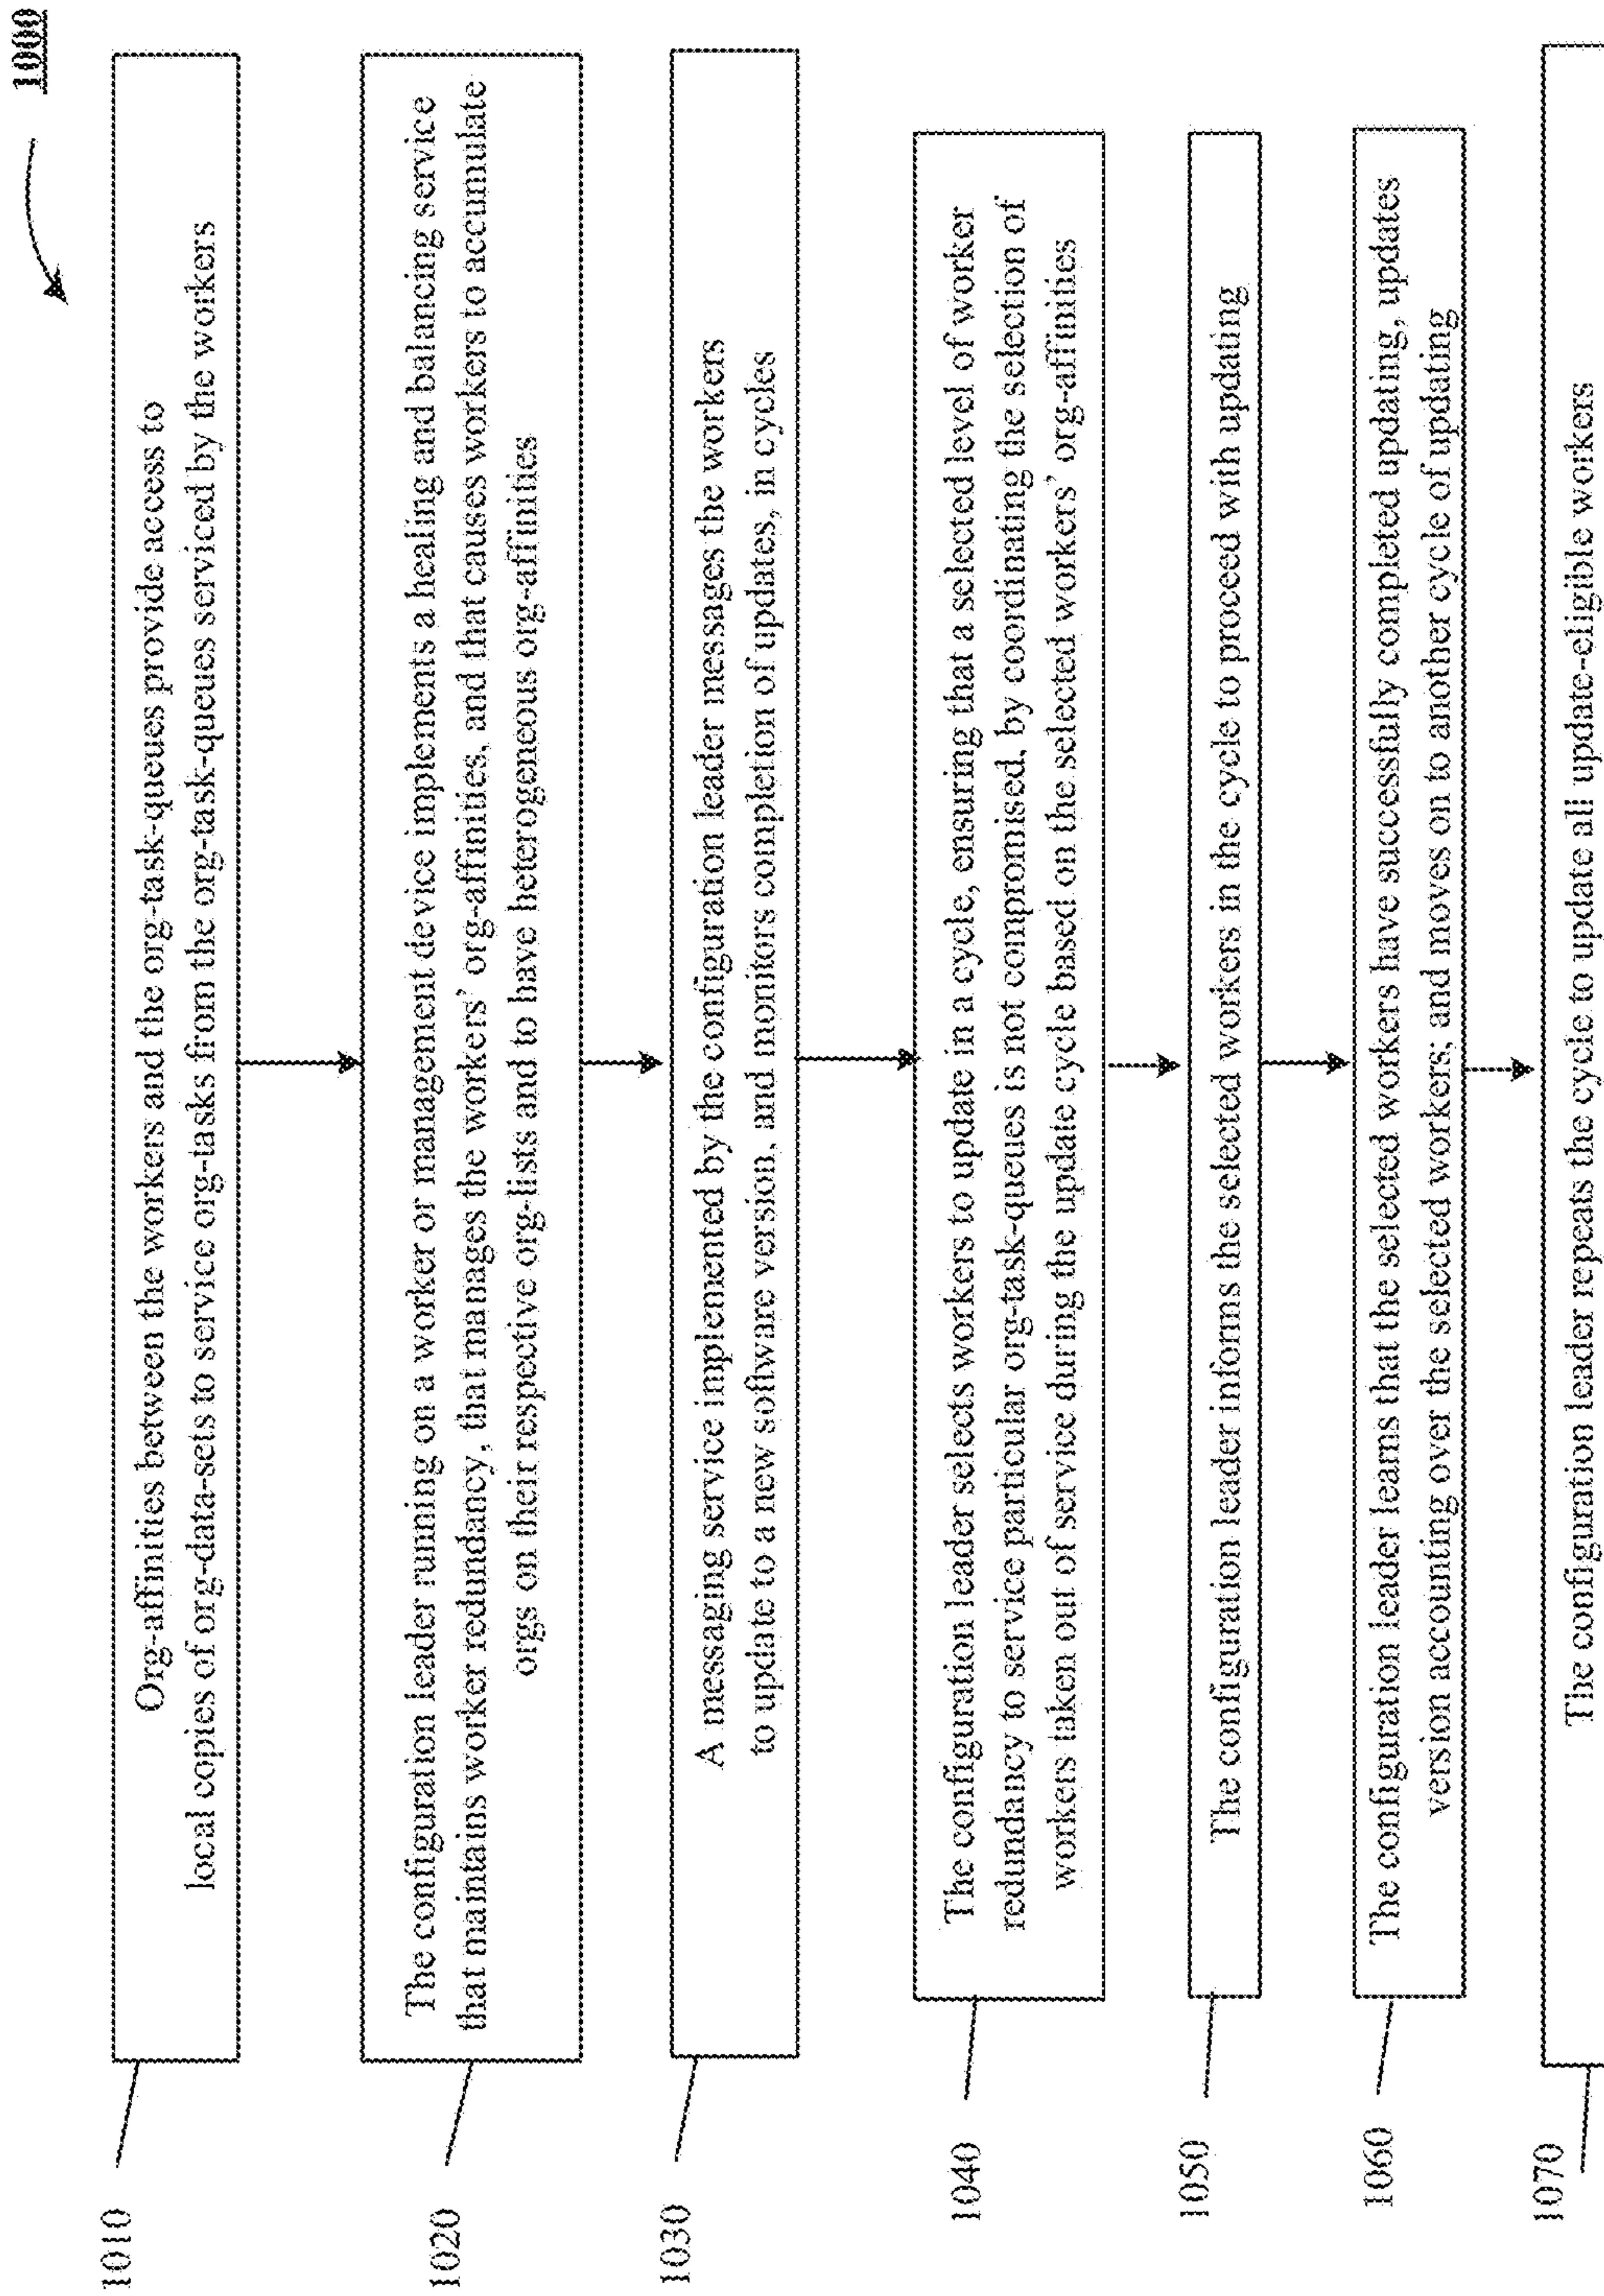 1000
1010
Org-affinities between the workers and the org-task-queues provide access to
local copies of org-data-sets to service org-tasks from the org-task-queues serviced by the workers
1020
The configuration leader running on a worker or management device implements a healing and balancing service
that maintains worker redundancy, that manages the workers' org-affinities, and that causes workers to accumulate
orgs on their respective org-lists and to have heterogeneous org-affinities
1030
A messaging service implemented by the configuration leader messages the workers
to update to a new software version, and monitors completion of updates, in cycles
1040
The configuration leader selects workers to update in a cycle, ensuring that a selected level of worker
redundancy to service particular org-task-queues is not compromised, by coordinating the selection of
workers taken out of service during the update cycle based on the selected workers' org-affinities
1050
The configuration leader informs the selected workers in the cycle to proceed with updating
1060
The configuration leader learns that the selected workers have successfully completed updating, updates
version accounting over the selected workers; and moves on to another cycle of updating
1070
The configuration leader repeats the cycle to update all update-eligible workers